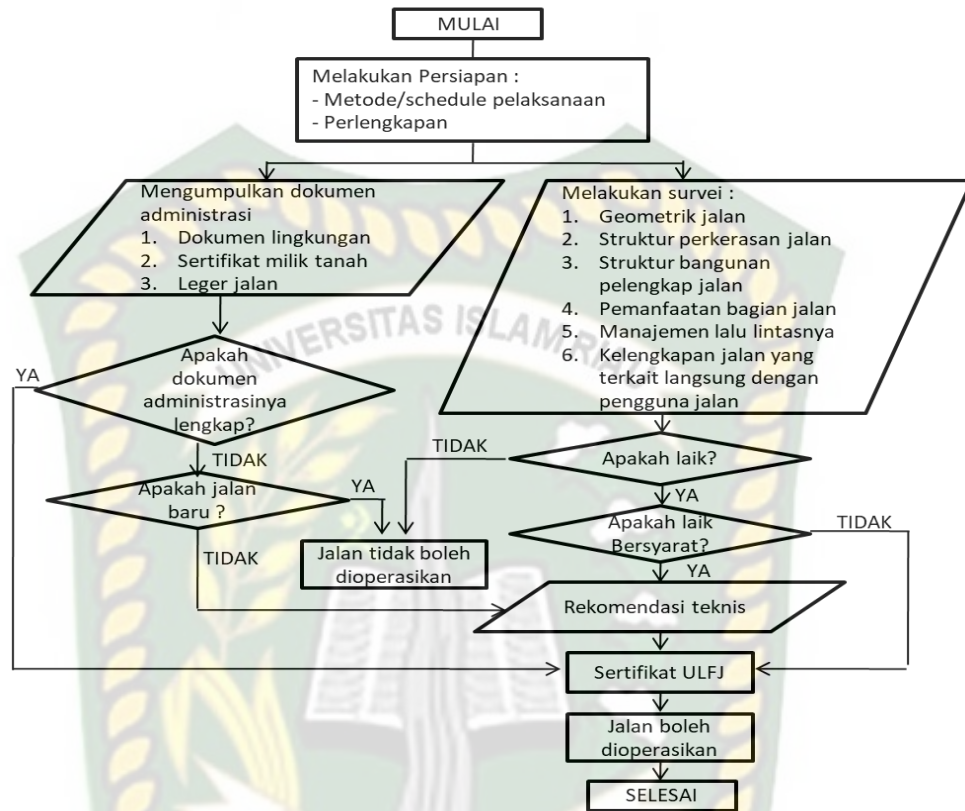 MULAI
Melakukan Persiapan :
- Metode/schedule pelaksanaan
- Perlengkapan
Mengumpulkan dokumen
administrasi
1. Dokumen lingkungan
2. Sertifikat milik tanah
3. Leger jalan
Melakukan survei :
1. Geometrik jalan
2. Struktur perkerasan jalan
3. Struktur bangunan
pelengkap jalan
4. Pemanfaatan bagian jalan
5. Manajemen lalu lintasnya
6. Kelengkapan jalan yang
terkait langsung dengan
pengguna jalan
UNIVERSITAS ISLAM RIAU
YA
Apakah
dokumen
administrasinya
lengkap?
TIDAK
TIDAK
Apakah laik?
YA
Apakah jalan
baru ?
YA
Apakah laik
Bersyarat?
TIDAK
TIDAK
Jalan tidak boleh
dioperasikan
YA
Rekomendasi teknis
Sertifikat ULFJ
Jalan boleh
dioperasikan
SELESAI